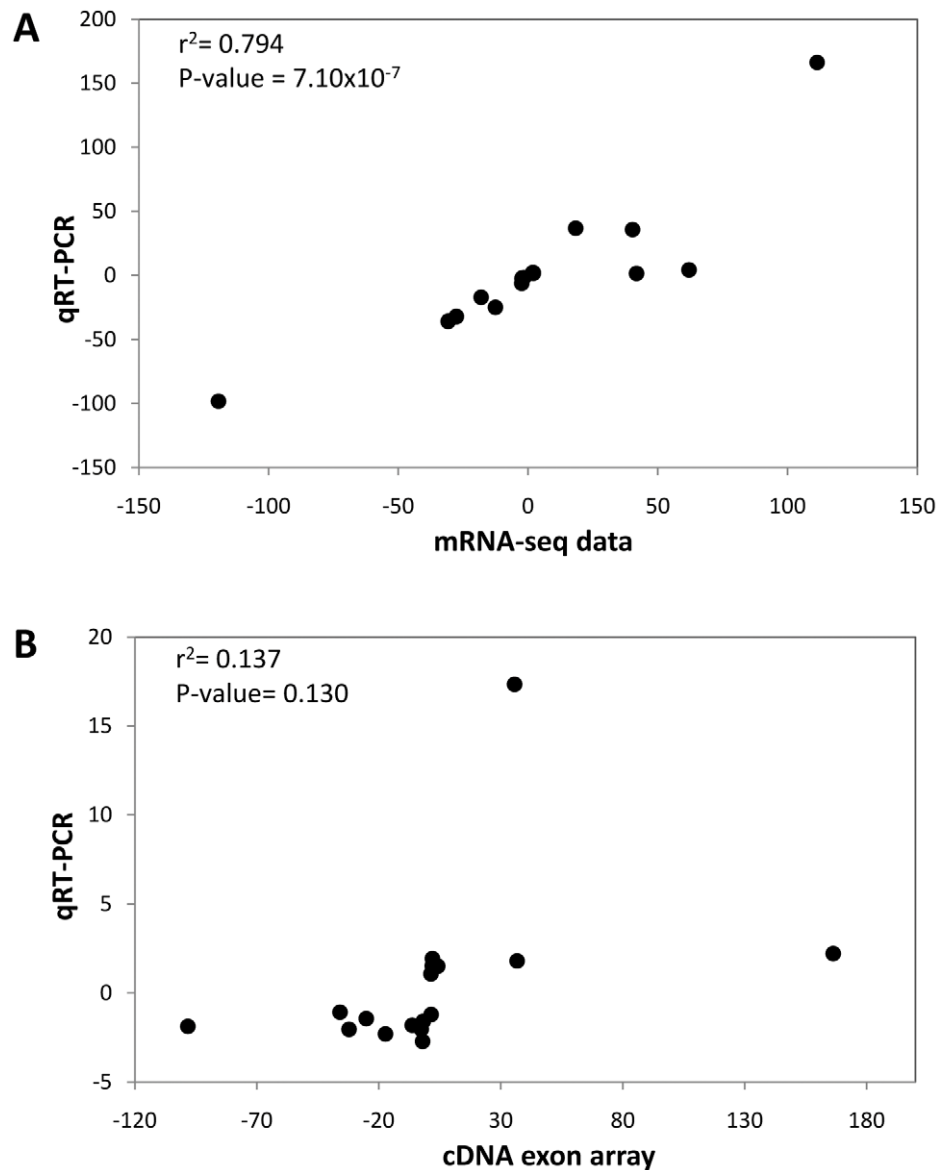 A
r²= 0.794
P-value = 7.10x10⁻⁷
200
150
100
50
0
-50
-100
-150
qRT-PCR
-150 -100 -50 0 50 100 150
mRNA-seq data
B
r²= 0.137
P-value= 0.130
20
15
10
5
0
-5
qRT-PCR
-120 -70 -20 30 80 130 180
cDNA exon array